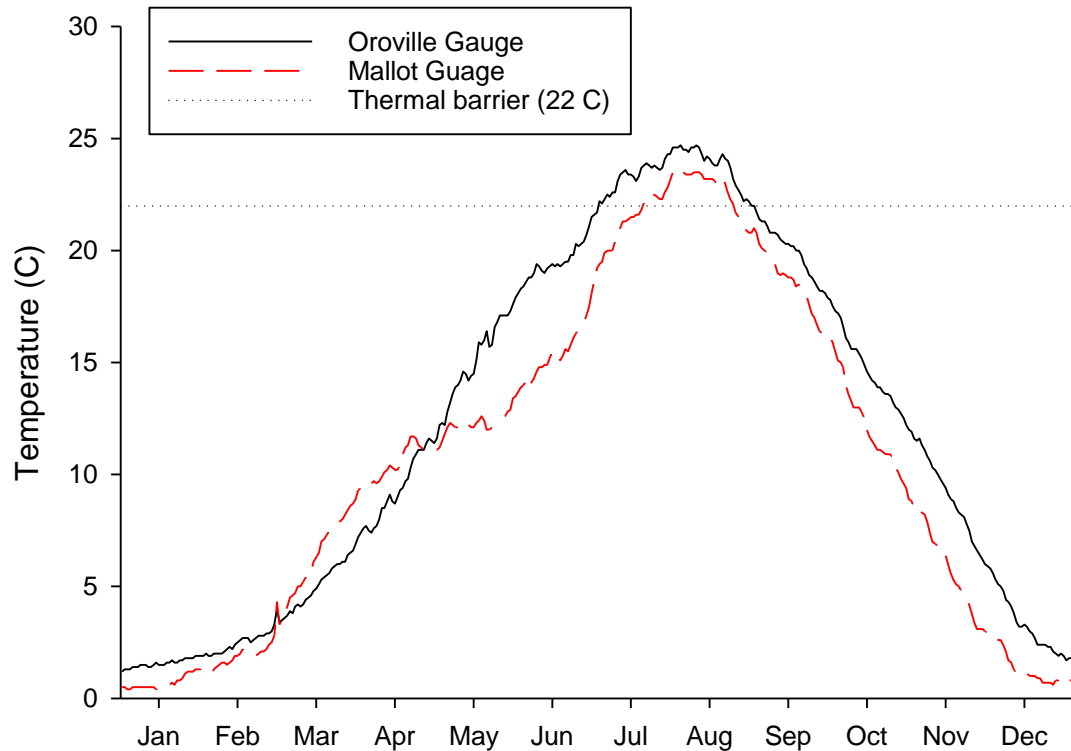 30
25
20
15
10
5
0
Temperature (C)
Oroville Gauge
Mallot Guage
Thermal barrier (22 C)
Jan Feb Mar Apr May Jun Jul Aug Sep Oct Nov Dec